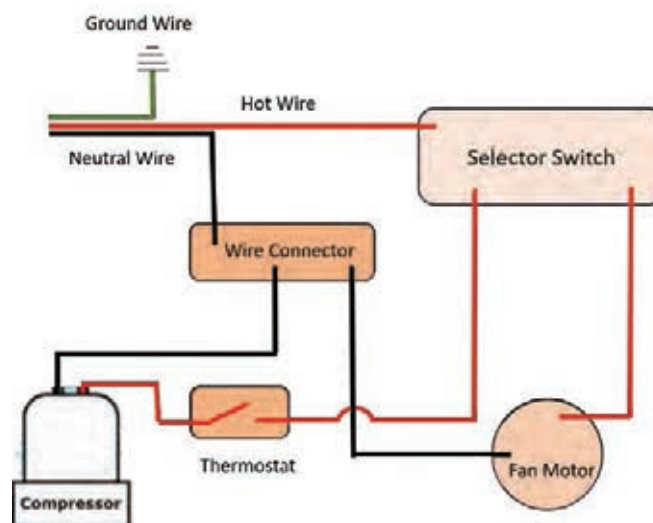 Ground Wire
Hot Wire
Neutral Wire
Selector Switch
Wire Connector
Thermostat
Fan Motor
Compressor